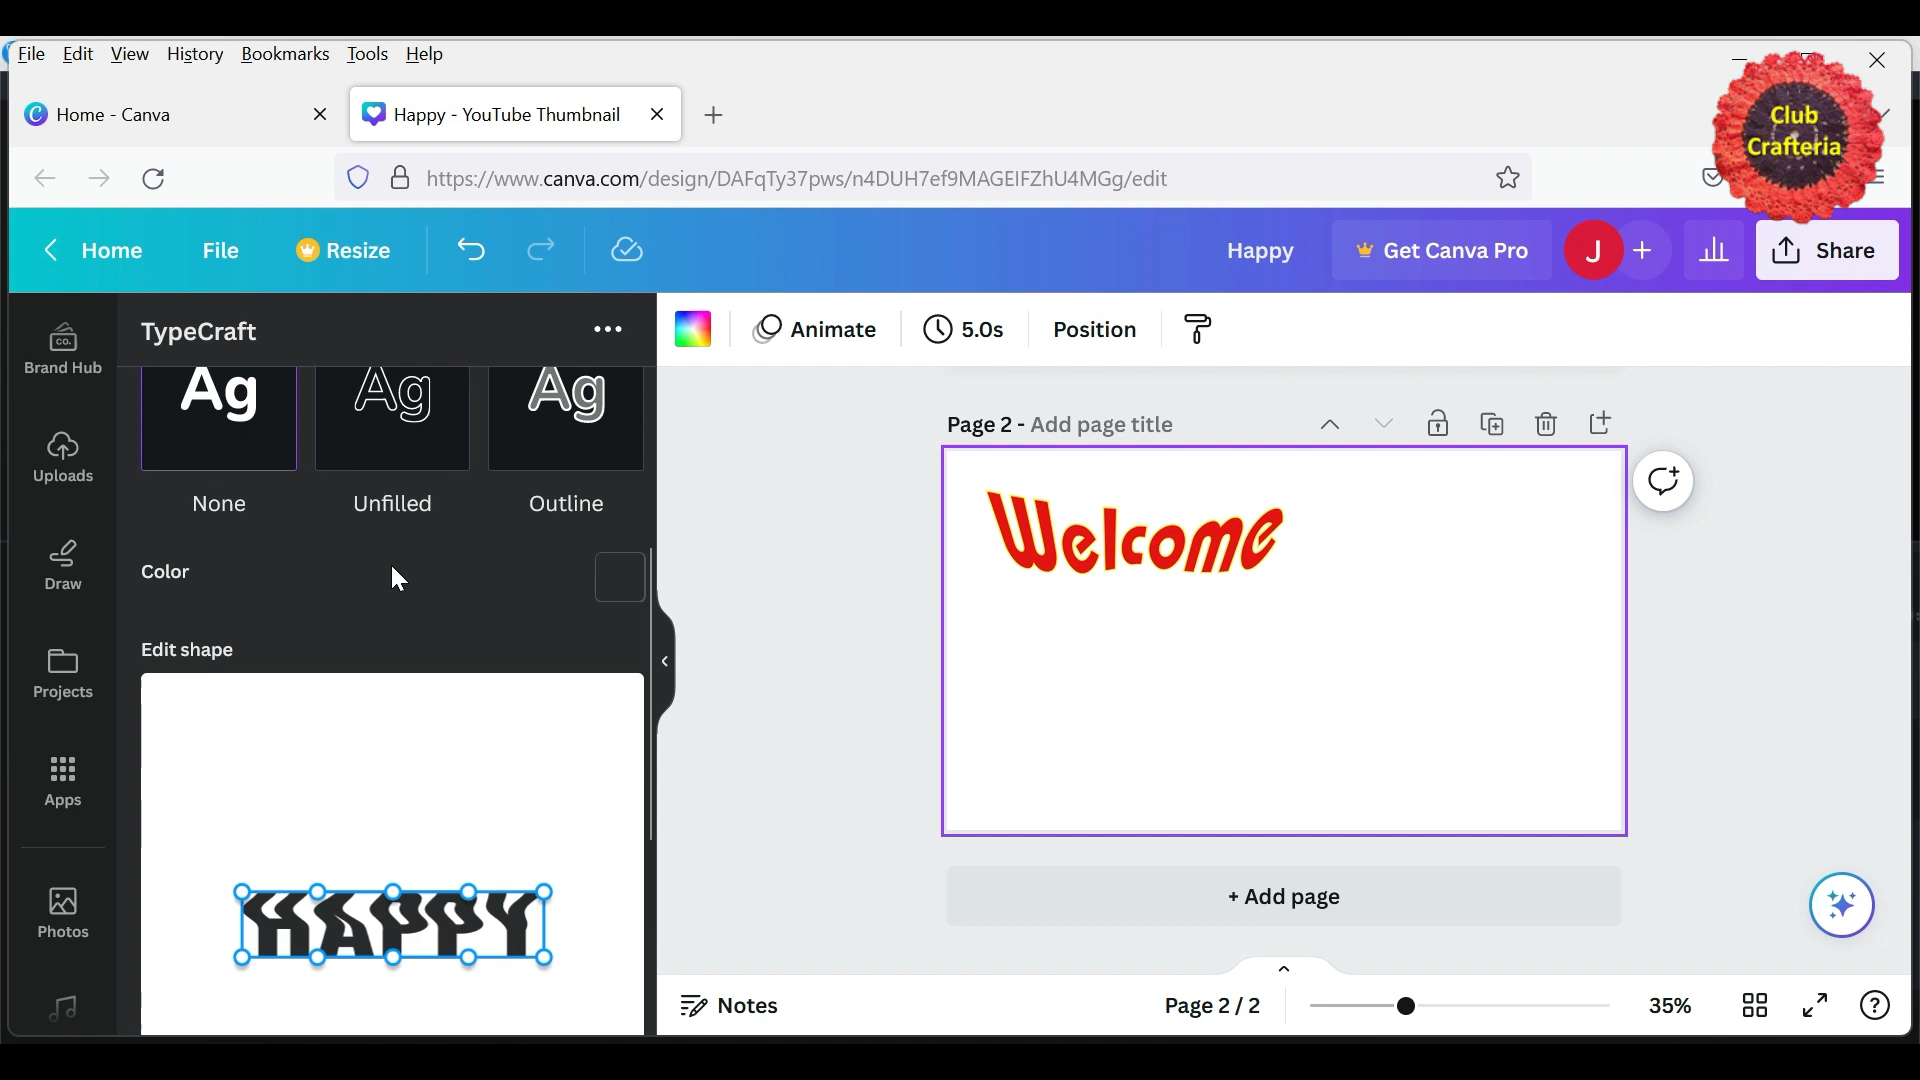 File Edit View History Bookmarks Tools Help
Home - Canva
Happy - YouTube Thumbnail
Club
Crafteria
https://www.canva.com/design/DAFqTy37pws/n4DUH7ef9MAGEIFZhU4MGg/edit
Home File Resize Happy Get Canva Pro J + Share
CO.
Brand Hub
Uploads
Draw
Projects
Apps
Photos
TypeCraft
Ag Ag Ag
None Unfilled Outline
Color
Edit shape
HAPPY
Animate 5.0s Position
Page 2 - Add page title
Welcome
+ Add page
Notes Page 2 / 2 35%